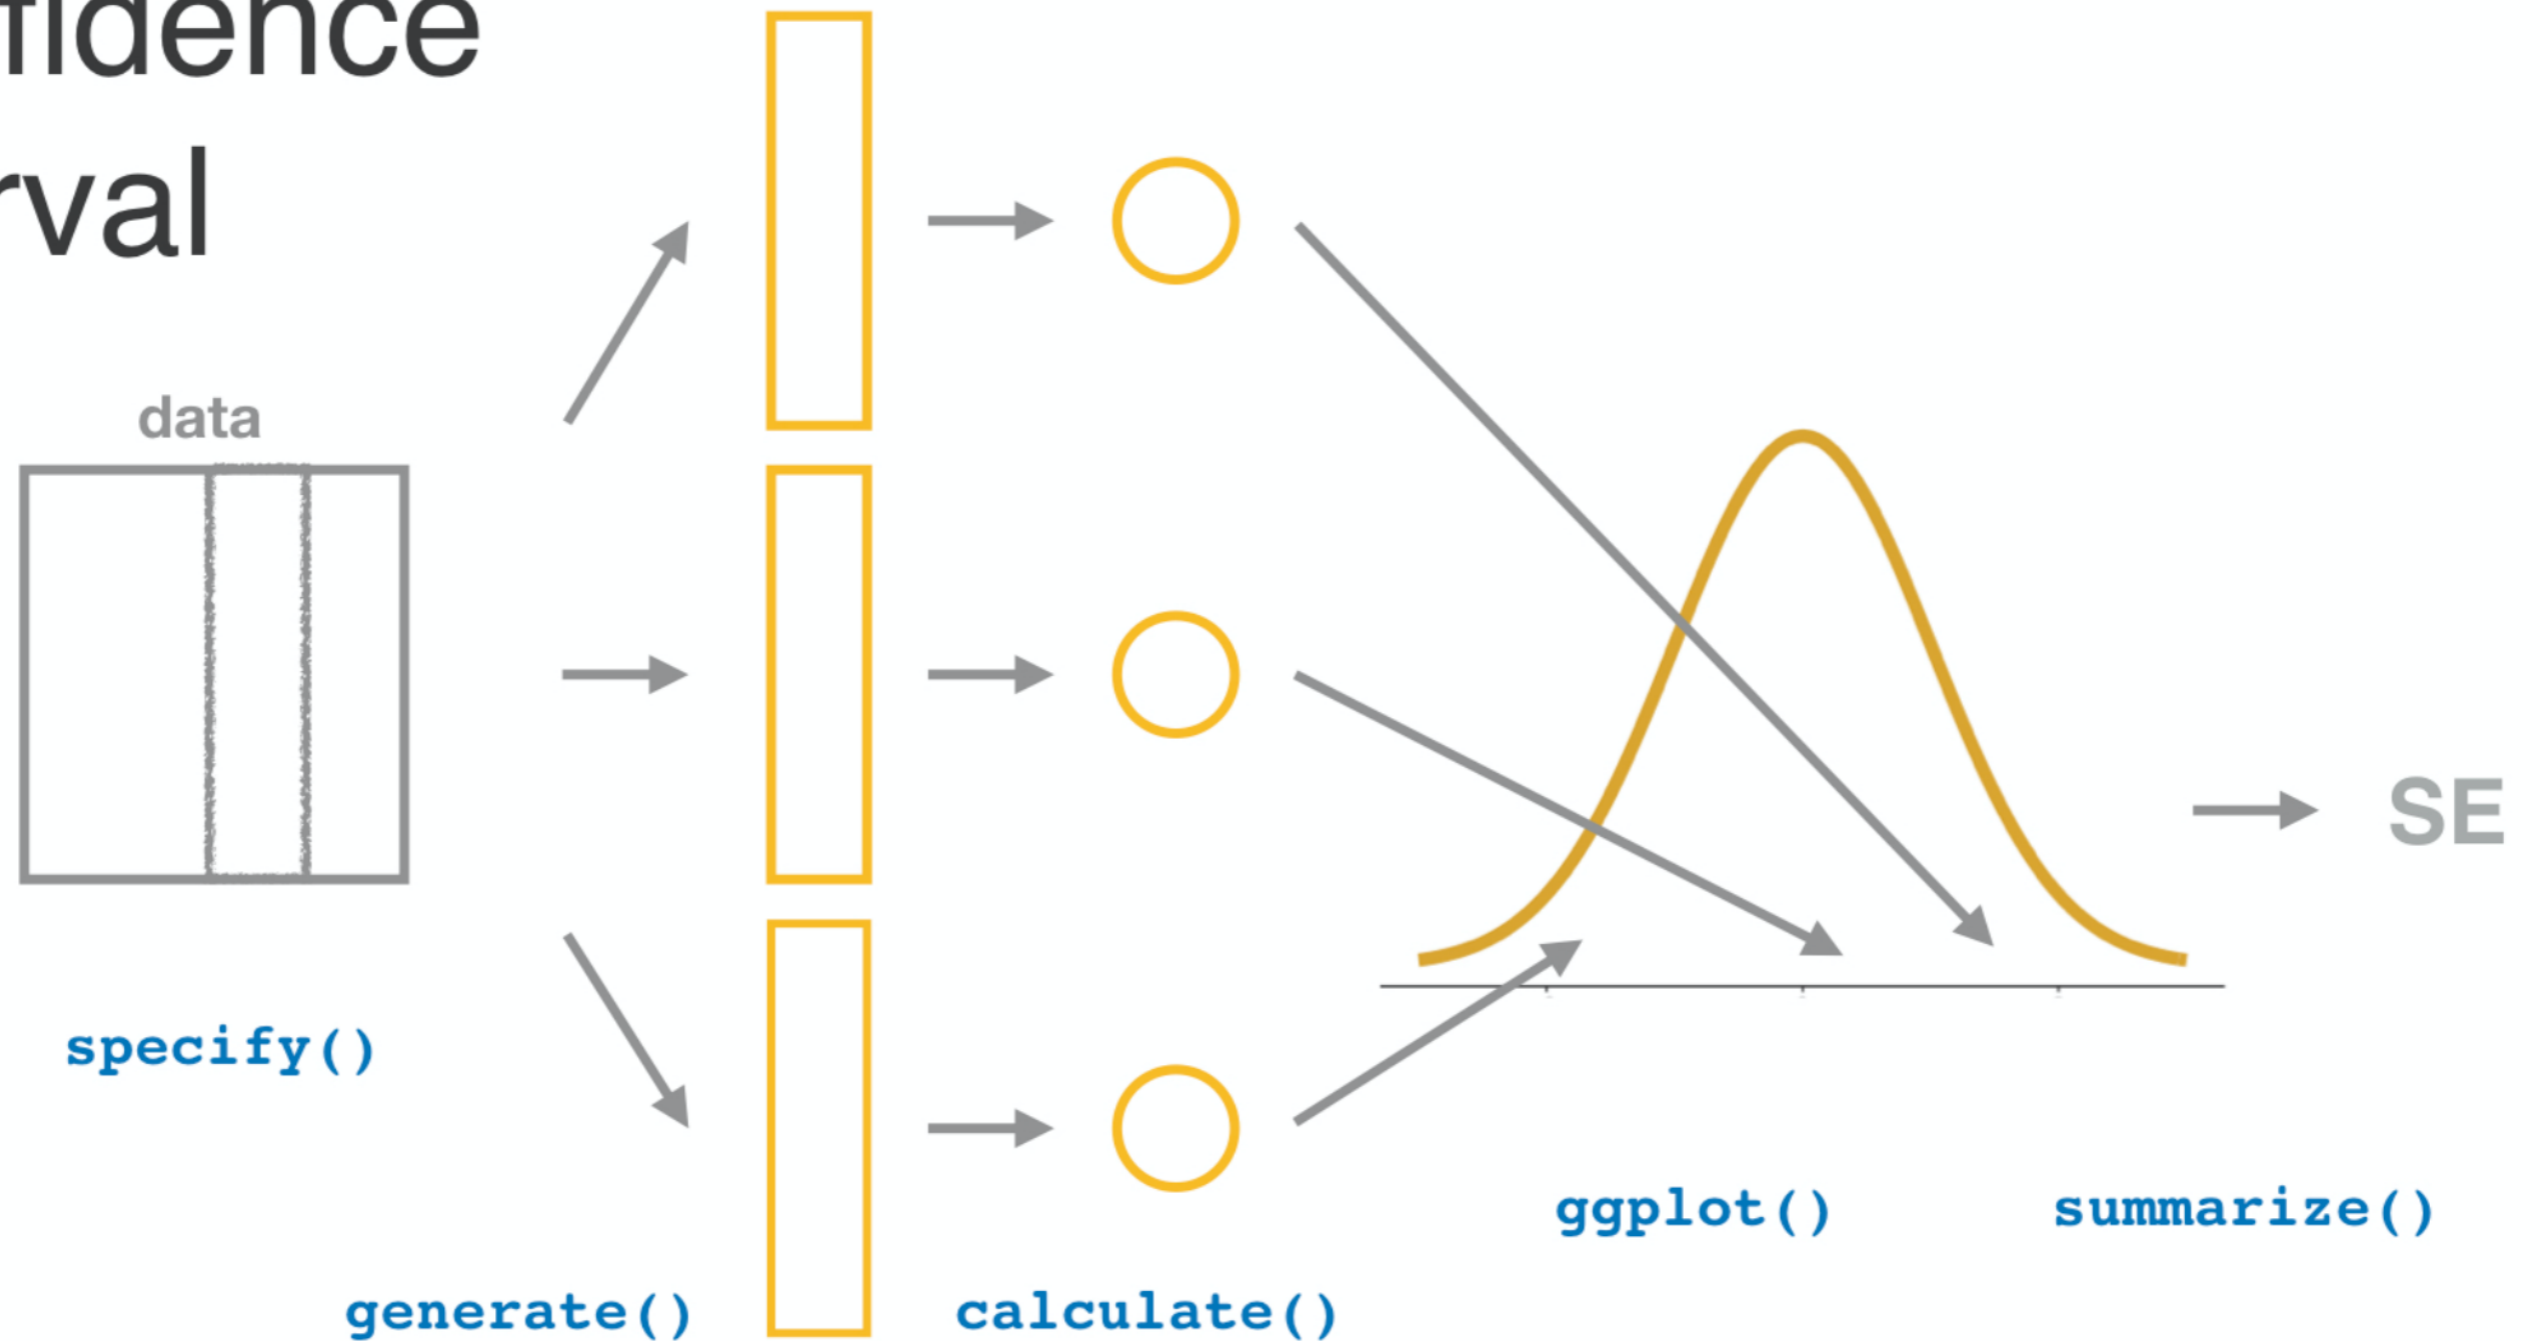 fidence
rval
data
SE
specify()
ggplot()
summarize()
generate()
calculate()